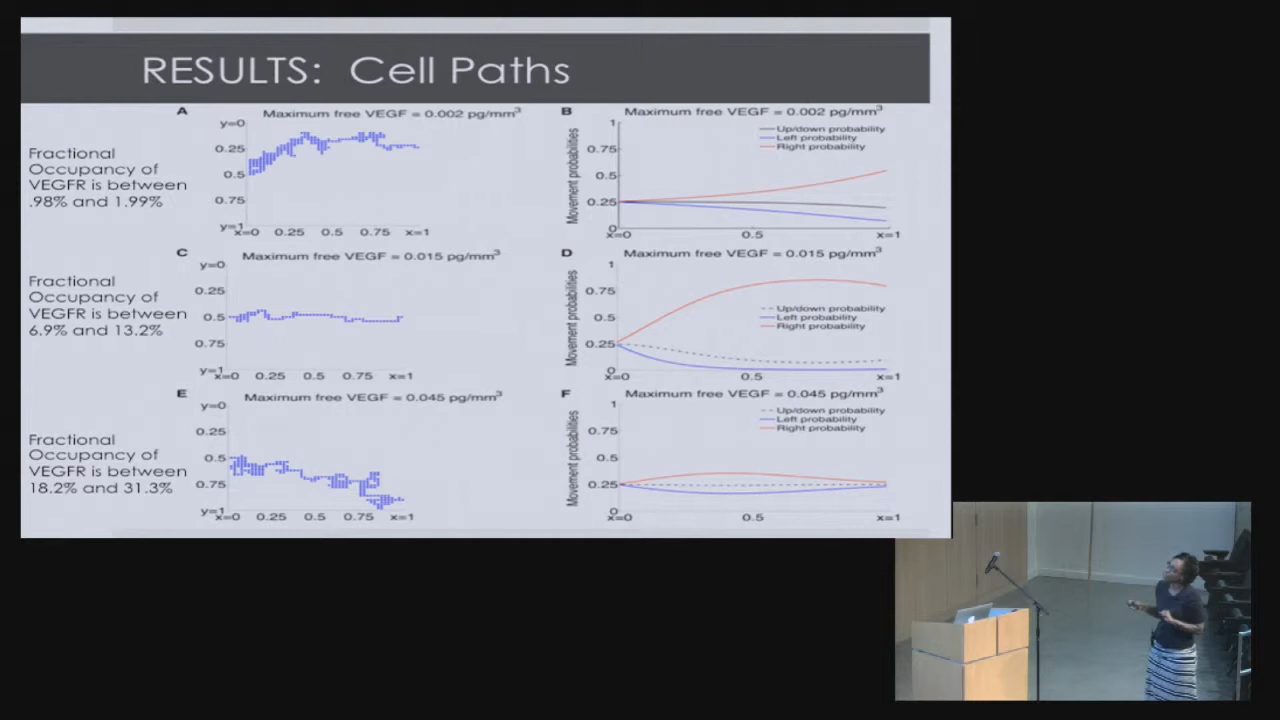 RESULTS: Cell Paths
Fractional
Occupancy of
VEGFR is between
.98% and 1.99%
A
Maximum free VEGF = 0.002 pg/mm³
y=0
0.25
0.5
0.75
y=1
x=0 0.25 0.5 0.75 x=1
B
Maximum free VEGF = 0.002 pg/mm³
Movement probabilities
1
0.75
0.5
0.25
0
x=0 0.5 x=1
Up/down probability
Left probability
Right probability
Fractional
Occupancy of
VEGFR is between
6.9% and 13.2%
C
Maximum free VEGF = 0.015 pg/mm³
y=0
0.25
0.5
0.75
y=1
x=0 0.25 0.5 0.75 x=1
D
Maximum free VEGF = 0.015 pg/mm³
Movement probabilities
1
0.75
0.5
0.25
0
x=0 0.5 x=1
Up/down probability
Left probability
Right probability
Fractional
Occupancy of
VEGFR is between
18.2% and 31.3%
E
Maximum free VEGF = 0.045 pg/mm³
y=0
0.25
0.5
0.75
y=1
x=0 0.25 0.5 0.75 x=1
F
Maximum free VEGF = 0.045 pg/mm³
Movement probabilities
1
0.75
0.5
0.25
0
x=0 0.5 x=1
Up/down probability
Left probability
Right probability